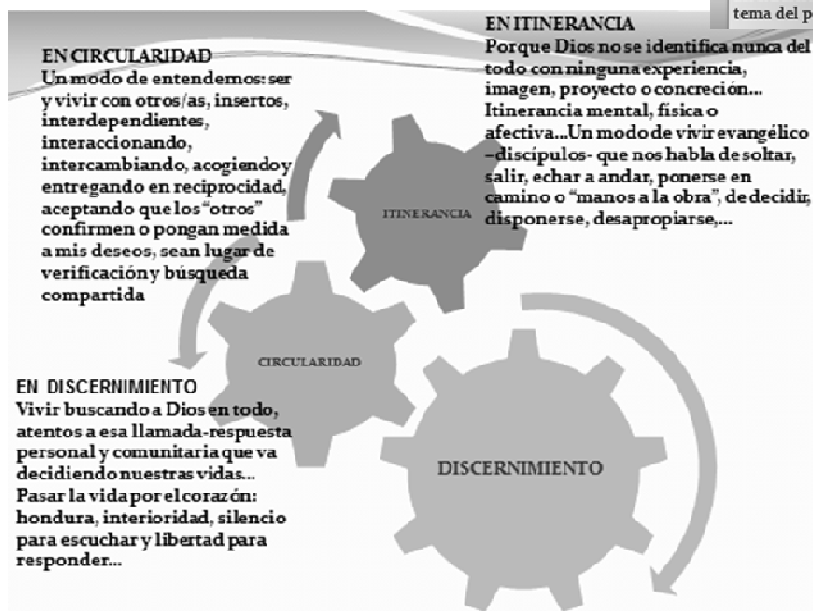 tema del p
EN CIRCULARIDAD
Un modo de entendernos: ser
y vivir con otros/as, insertos,
interdependientes,
interaccionando,
intercambiando, acogiendo y
entregando en reciprocidad,
aceptando que los "otros"
confirmen o pongan medida
a mis deseos, sean lugar de
verificación y búsqueda
compartida
EN ITINERANCIA
Porque Dios no se identifica nunca del
todo con ninguna experiencia,
imagen, proyecto o concreción...
Itinerancia mental, física o
afectiva...Un modo de vivir evangélico
–discípulos- que nos habla de soltar,
salir, echar a andar, ponerse en
camino o "manos a la obra", de decidir,
disponerse, desapropiarse,...
ITINERANCIA
CIRCULARIDAD
DISCERNIMIENTO
EN DISCERNIMIENTO
Vivir buscando a Dios en todo,
atentos a esa llamada-respuesta
personal y comunitaria que va
decidiendo nuestras vidas...
Pasar la vida por el corazón:
hondura, interioridad, silencio
para escuchar y libertad para
responder...